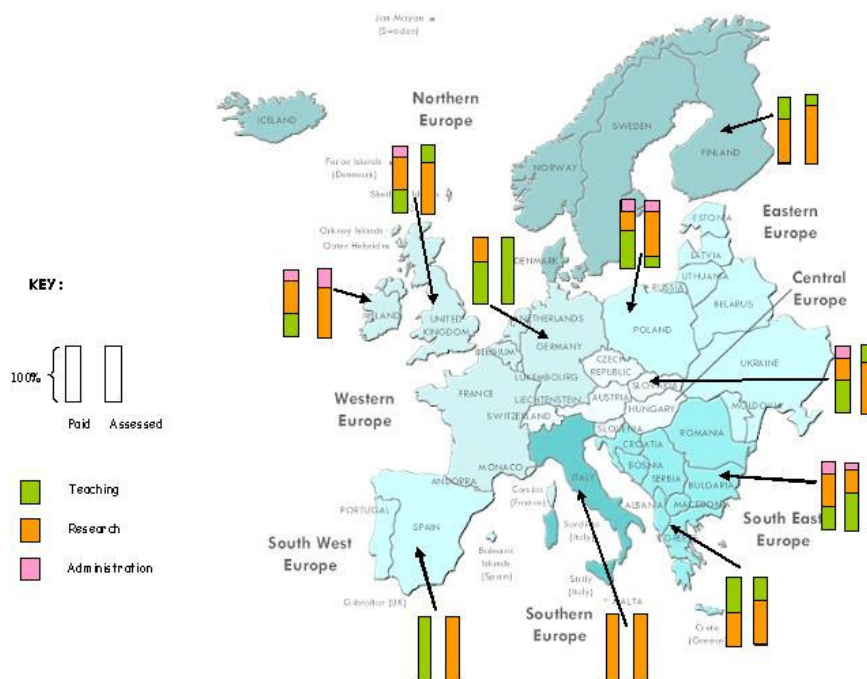 Jan Mayen
(Sweden)
ICELAND
Northern
Europe
SWEDEN
FINLAND
NORWAY
Faroe Islands
(Denmark)
Orkney Islands
Outer Hebrides
ESTONIA
Eastern
Europe
LATVIA
LITHUANIA
DENMARK
RUSSIA
BELARUS
Central
Europe
KEY:
IRELAND
UNITED
KINGDOM
NETHERLANDS
POLAND
BELGIUM
GERMANY
CZECH
REPUBLIC
UKRAINE
LUXEMBOURG
SLOVAKIA
100%
Western
Europe
FRANCE
LIECHTENSTEIN
AUSTRIA
HUNGARY
MOLDOVA
SWITZERLAND
SLOVENIA
Paid
Assessed
CROATIA
ROMANIA
BOSNIA
SERBIA
MONACO
ITALY
BULGARIA
ANDORRA
Teaching
Corsica
(France)
ALBANIA
MACEDONIA
PORTUGAL
SPAIN
Sardinia
(Italy)
South East
Europe
Research
South West
Europe
Balearic
Islands
(Spain)
Administration
Sicily
(Italy)
Gibraltar (UK)
Southern
Europe
MALTA
Crete
(Greece)